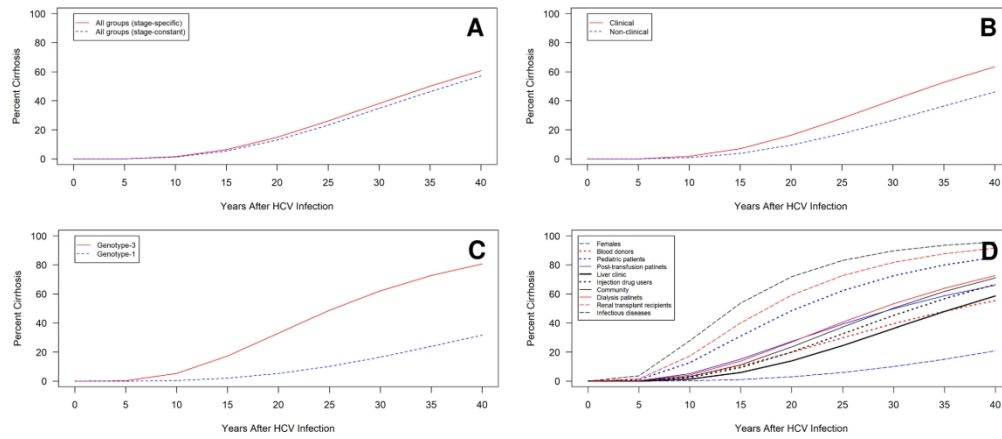 All groups (stage-specific)
All groups (stage-constant)
A
Percent Cirrhosis
100
80
60
40
20
0
0 5 10 15 20 25 30 35 40
Years After HCV Infection
Clinical
Non-clinical
B
Percent Cirrhosis
100
80
60
40
20
0
0 5 10 15 20 25 30 35 40
Years After HCV Infection
Genotype-3
Genotype-1
C
Percent Cirrhosis
100
80
60
40
20
0
0 5 10 15 20 25 30 35 40
Years After HCV Infection
Females
Blood donors
Pediatric patients
Post-transfusion patinets
Liver clinic
Injection drug users
Community
Dialysis patinets
Renal transplant recipients
Infectious diseases
D
Percent Cirrhosis
100
80
60
40
20
0
0 5 10 15 20 25 30 35 40
Years After HCV Infection